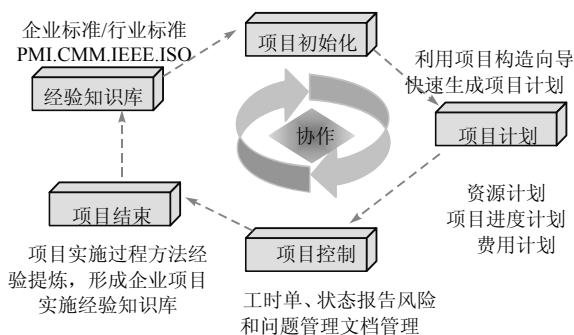 企业标准/行业标准
PMI.CMM.IEEE.ISO
经验知识库
项目初始化
利用项目构造向导
快速生成项目计划
项目计划
协作
资源计划
项目进度计划
费用计划
项目结束
项目实施过程方法经
验提炼，形成企业项目
实施经验知识库
项目控制
工时单、状态报告风险
和问题管理文档管理